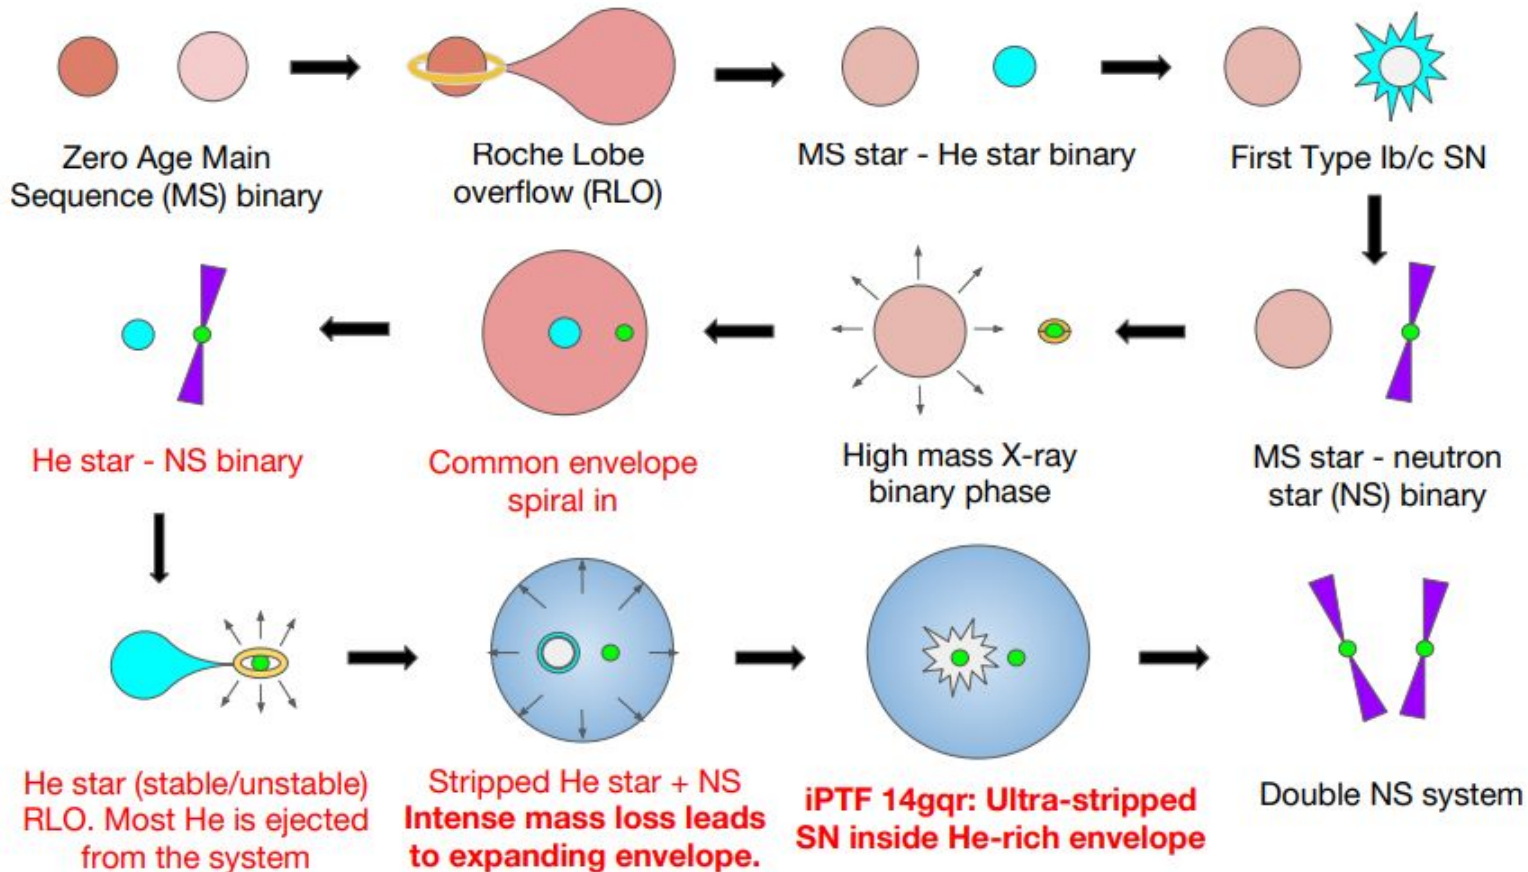 Zero Age Main
Sequence (MS) binary
Roche Lobe
overflow (RLO)
MS star - He star binary
First Type Ib/c SN
He star - NS binary
Common envelope
spiral in
High mass X-ray
binary phase
MS star - neutron
star (NS) binary
He star (stable/unstable)
RLO. Most He is ejected
from the system
Stripped He star + NS
Intense mass loss leads
to expanding envelope.
iPTF 14gqr: Ultra-stripped
SN inside He-rich envelope
Double NS system